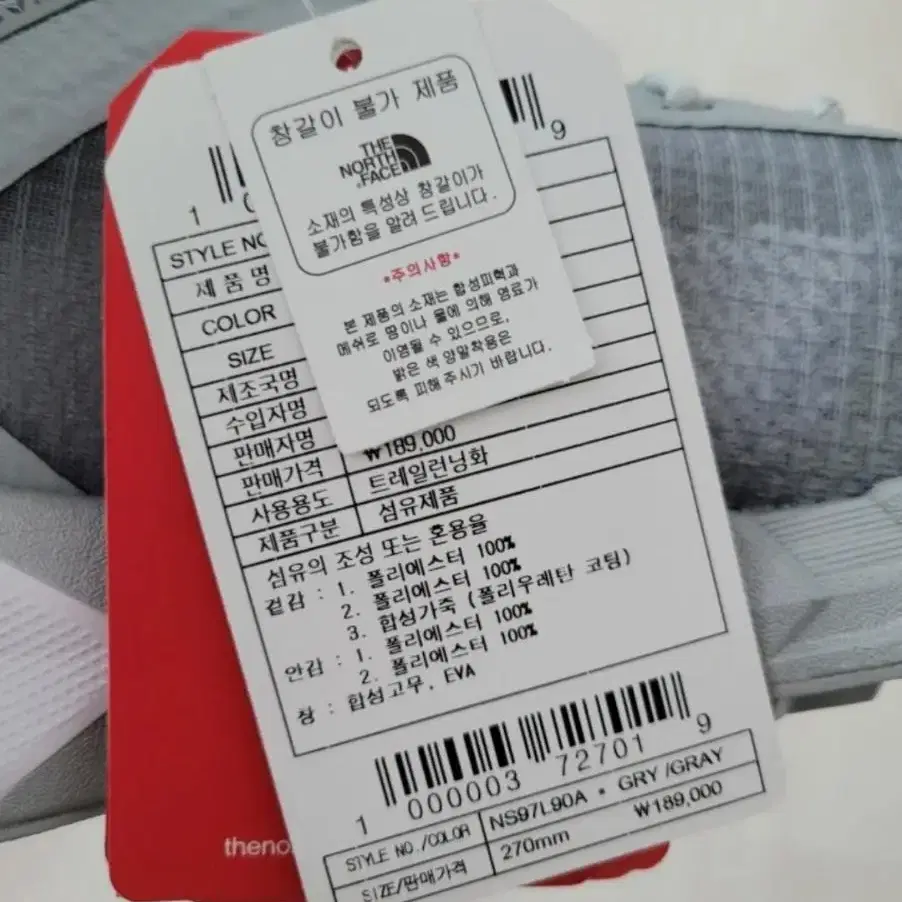 창갈이 불가 제품
THE
NORTH
FACE
소재의 특성상 창갈이가
불가함을 알려 드립니다.
*주의사항*
본 제품의 소재는 합성피혁과
메쉬로 땀이나 물에 의해 염료가
이염될 수 있으므로,
밝은 색 양말착용은
되도록 피해 주시기 바랍니다.
9
1
STYLE NO
제 품 명
COLOR
SIZE
제조국명
수입자명
판매자명
판매가격 ₩189,000
사용용도 트레일런닝화
제품구분 섬유제품
섬유의 조성 또는 혼용율
겉감 : 1. 폴리에스터 100%
2. 폴리에스터 100%
3. 합성가죽 (폴리우레탄 코팅)
안감 : 1. 폴리에스터 100%
2. 폴리에스터 100%
창 : 합성고무, EVA
1 000003 72701 9
STYLE NO./COLOR NS97L90A • GRY /GRAY
SIZE/판매가격 270mm ₩189,000